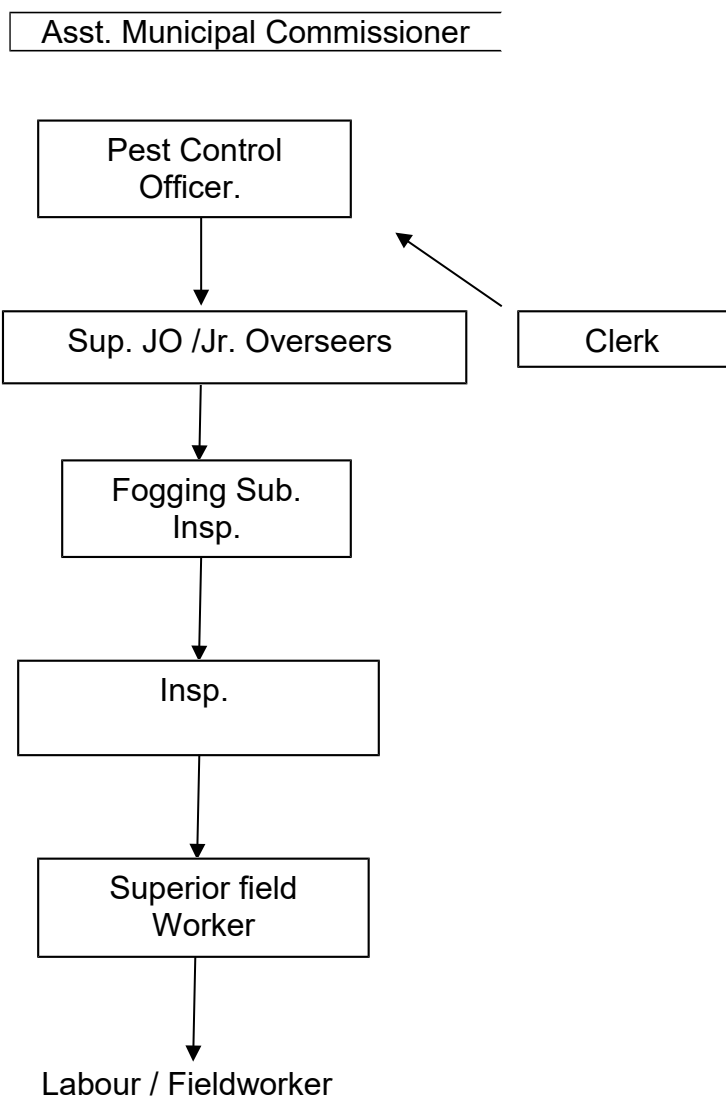 Asst. Municipal Commissioner
Pest Control
Officer.
Sup. JO /Jr. Overseers
Clerk
Fogging Sub.
Insp.
Insp.
Superior field
Worker
Labour / Fieldworker